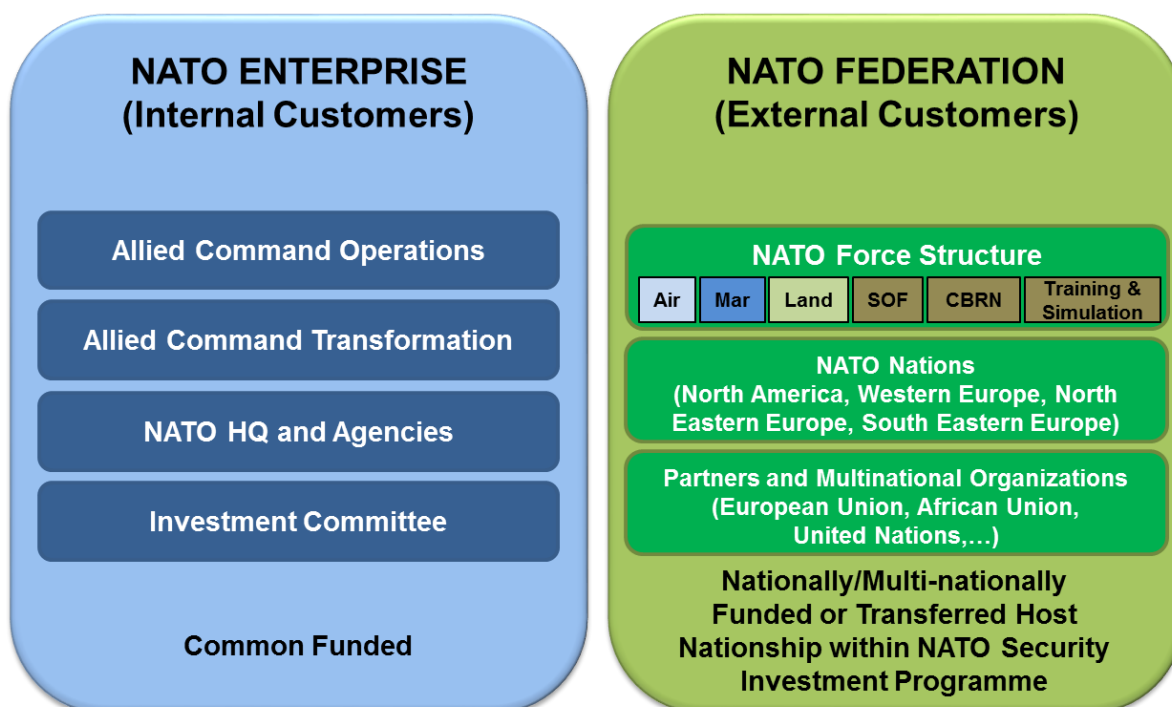 NATO ENTERPRISE
(Internal Customers)
Allied Command Operations
Allied Command Transformation
NATO HQ and Agencies
Investment Committee
Common Funded
NATO FEDERATION
(External Customers)
NATO Force Structure
Air
Mar
Land
SOF
CBRN
Training &
Simulation
NATO Nations
(North America, Western Europe, North
Eastern Europe, South Eastern Europe)
Partners and Multinational Organizations
(European Union, African Union,
United Nations,…)
Nationally/Multi-nationally
Funded or Transferred Host
Nationship within NATO Security
Investment Programme